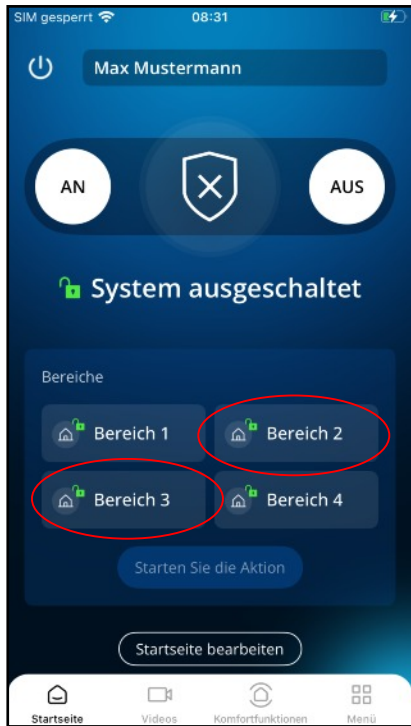 SIM gesperrt 08:31
Max Mustermann
AN AUS
System ausgeschaltet
Bereiche
Bereich 1 Bereich 2
Bereich 3 Bereich 4
Starten Sie die Aktion
Startseite bearbeiten
Startseite Videos Komfortfunktionen Menü